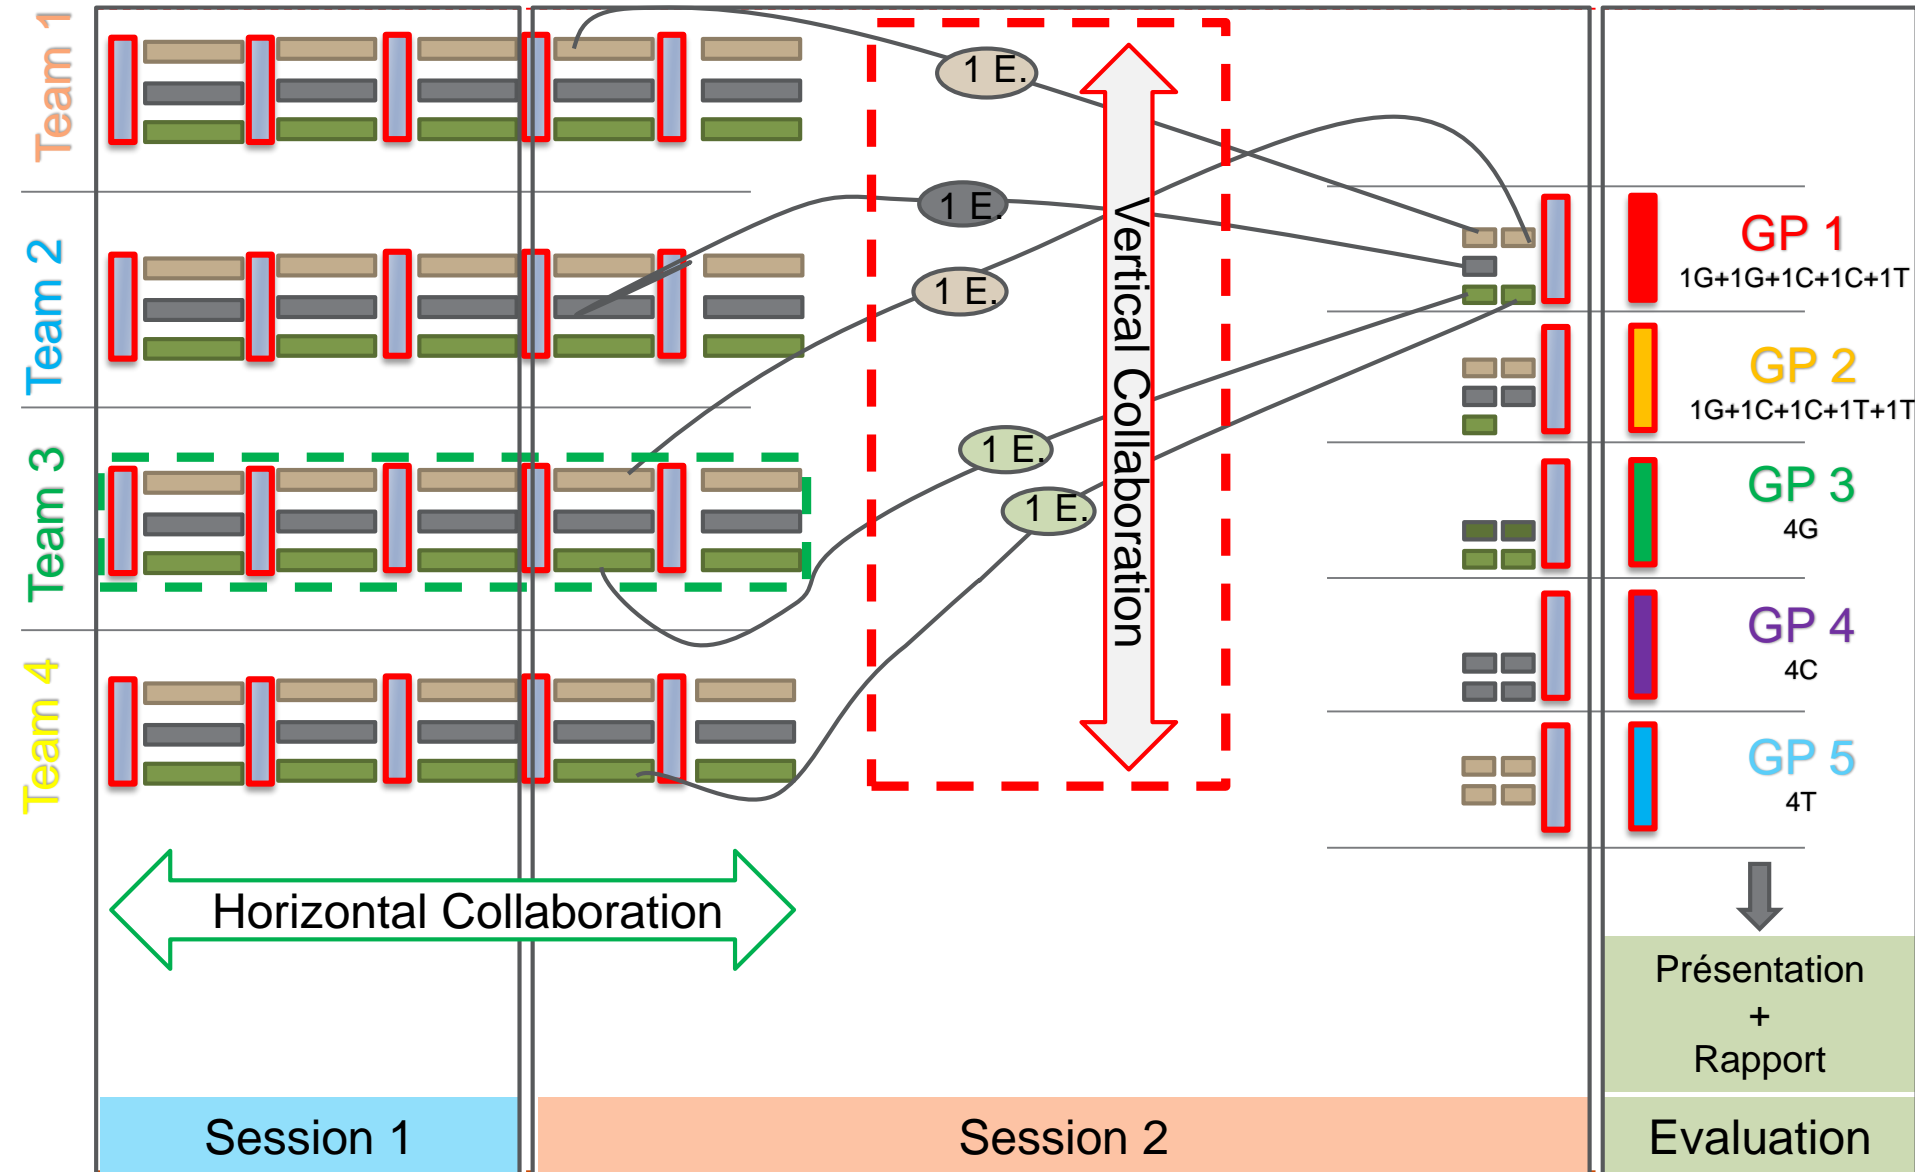 Team 1
Team 2
Team 3
Team 4
1 E.
1 E.
1 E.
1 E.
1 E.
Vertical Collaboration
Horizontal Collaboration
GP 1
1G+1G+1C+1C+1T
GP 2
1G+1C+1C+1T+1T
GP 3
4G
GP 4
4C
GP 5
4T
Présentation
+
Rapport
Session 1
Session 2
Evaluation